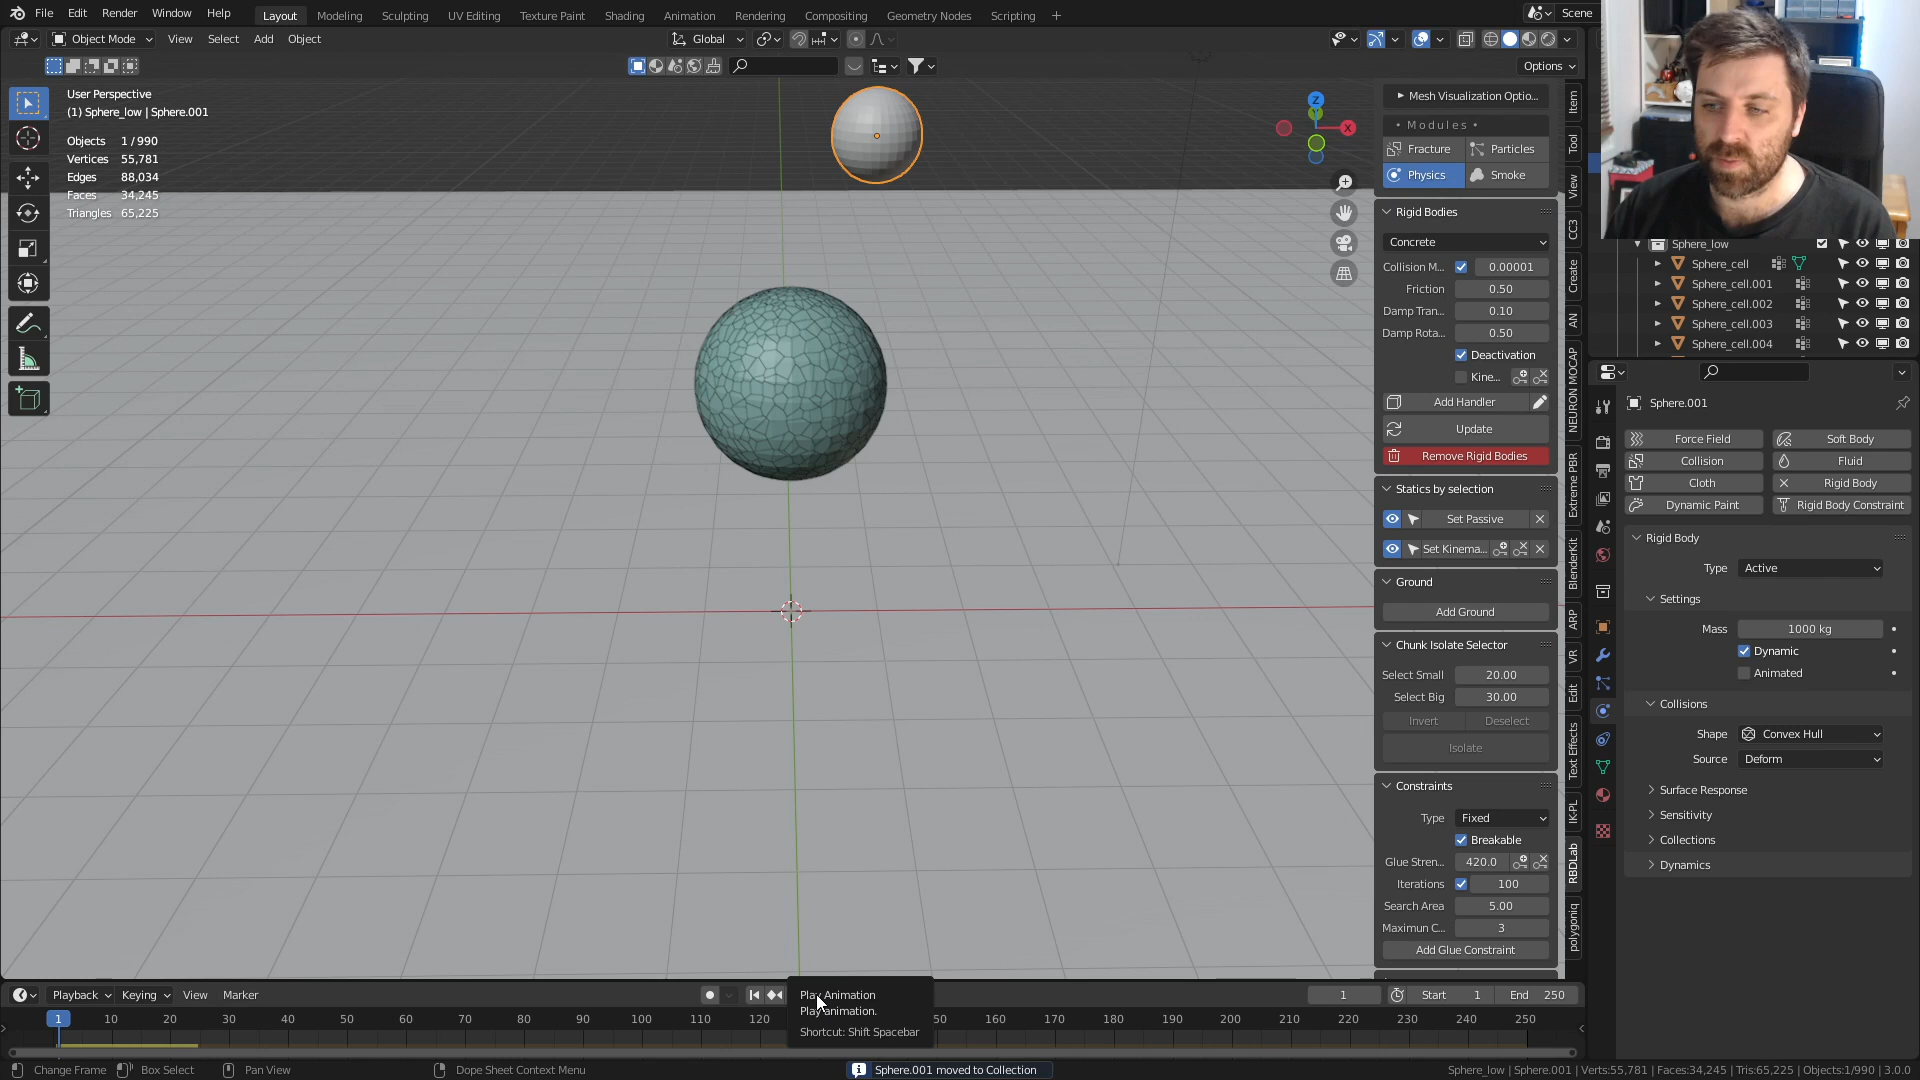 File Edit Render Window Help Layout Modeling Sculpting UV Editing Texture Paint Shading Animation Rendering Compositing Geometry Nodes Scripting + Scene
Object Mode View Select Add Object Global
Options
User Perspective
(1) Sphere_low | Sphere.001
Objects 1 / 990
Vertices 55,781
Edges 88,034
Faces 34,245
Triangles 65,225
Z
X
Mesh Visualization Optio...
• Modules •
Fracture Particles
Physics Smoke
Rigid Bodies
Concrete
Collision M... 0.00001
Friction 0.50
Damp Tran... 0.10
Damp Rota... 0.50
Deactivation
Kine...
Add Handler
Update
Remove Rigid Bodies
Statics by selection
Set Passive
Set Kinema...
Ground
Add Ground
Chunk Isolate Selector
Select Small 20.00
Select Big 30.00
Invert Deselect
Isolate
Constraints
Type Fixed
Breakable
Glue Stren... 420.0
Iterations 100
Search Area 5.00
Maximun C... 3
Add Glue Constraint
Item
Tool
View
CC3
Create
AN
NEURON MOCAP
Extreme PBR
BlenderKit
ARP
VR
Edit
Text Effects
IK-PL
RBDLab
polygoniq
Sphere_low
Sphere_cell
Sphere_cell.001
Sphere_cell.002
Sphere_cell.003
Sphere_cell.004
Sphere.001
Force Field Soft Body
Collision Fluid
Cloth Rigid Body
Dynamic Paint Rigid Body Constraint
Rigid Body
Type Active
Settings
Mass 1000 kg
Dynamic
Animated
Collisions
Shape Convex Hull
Source Deform
Surface Response
Sensitivity
Collections
Dynamics
Playback Keying View Marker 1 Start 1 End 250
Play Animation
Play animation.
Shortcut: Shift Spacebar
1 10 20 30 40 50 60 70 80 90 100 110 120 50 160 170 180 190 200 210 220 230 240 250
Change Frame Box Select Pan View Dope Sheet Context Menu Sphere.001 moved to Collection Sphere_low | Sphere.001 | Verts:55,781 | Faces:34,245 | Tris:65,225 | Objects:1/990 | 3.0.0